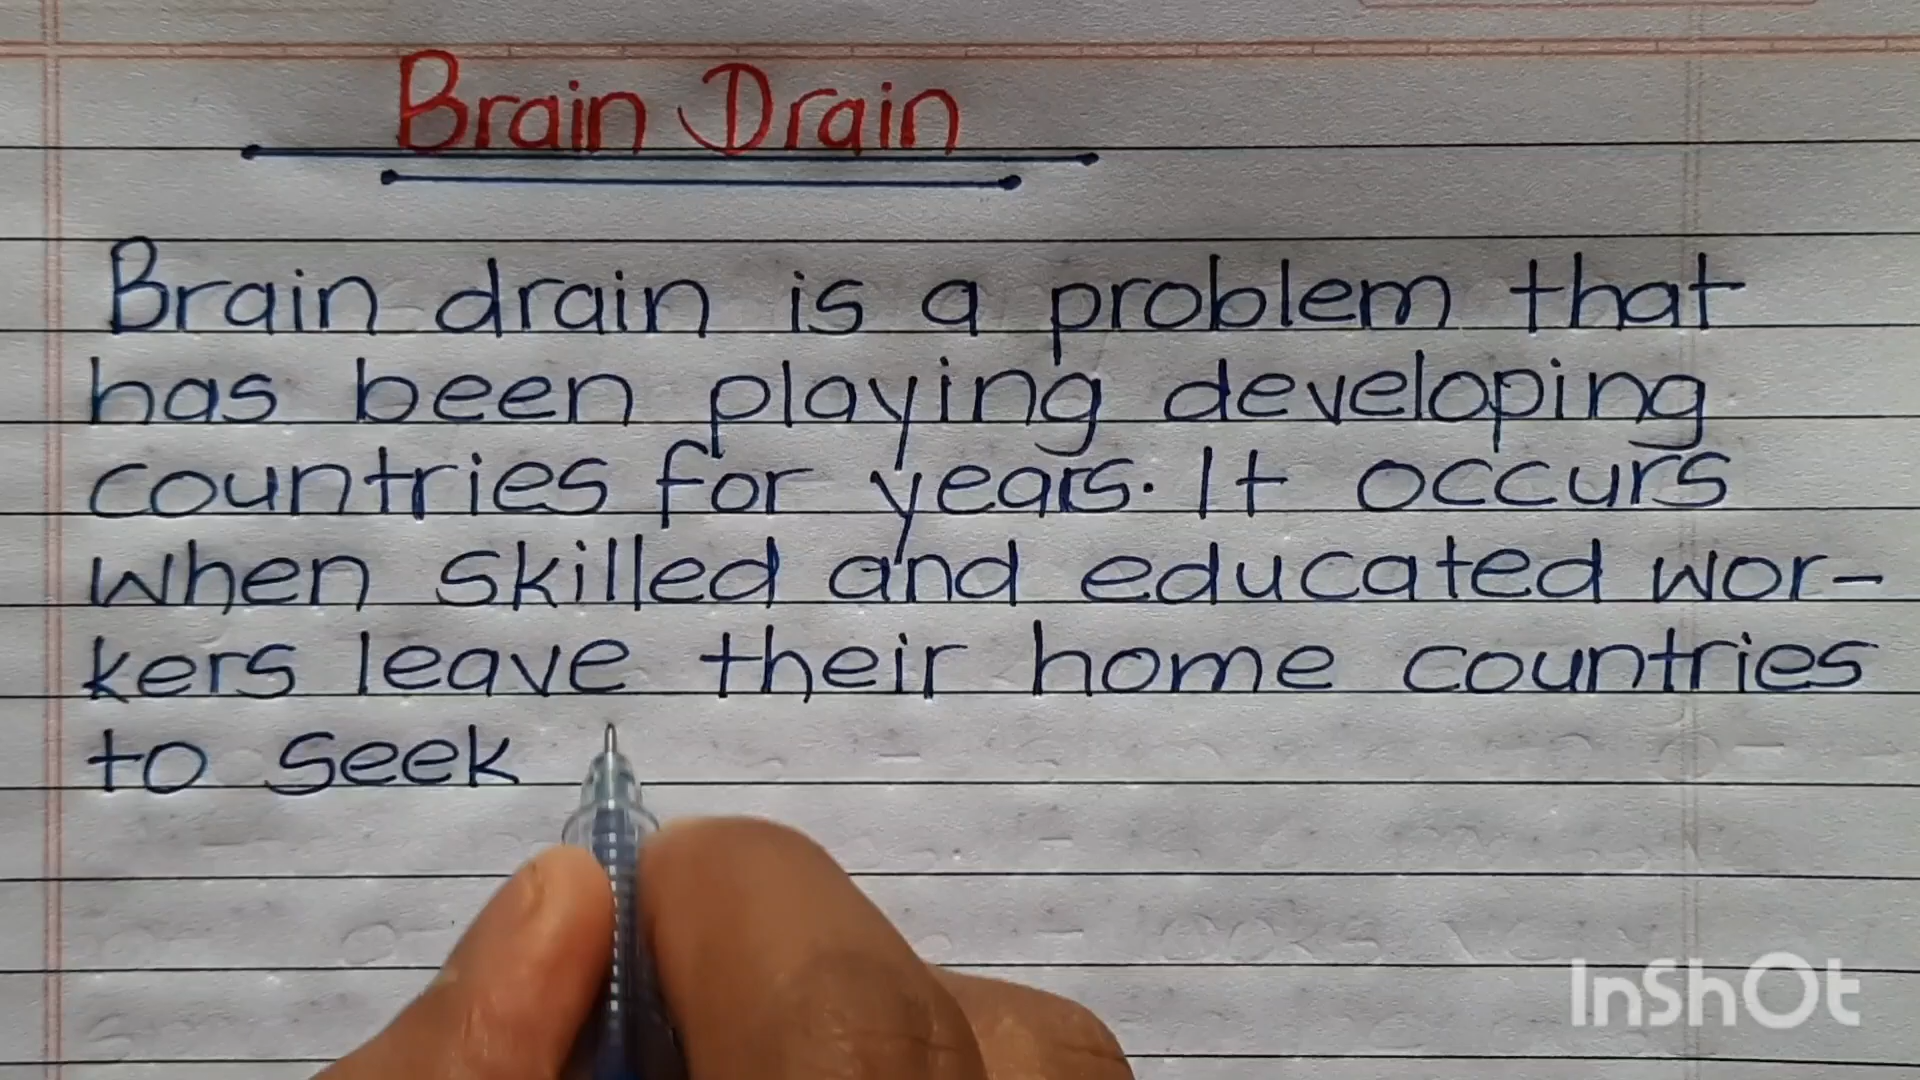 Brain Drain
Brain drain is a problem that
has been playing developing
countries for years. It occurs
when skilled and educated wor-
kers leave their home countries
to seek
InShOt